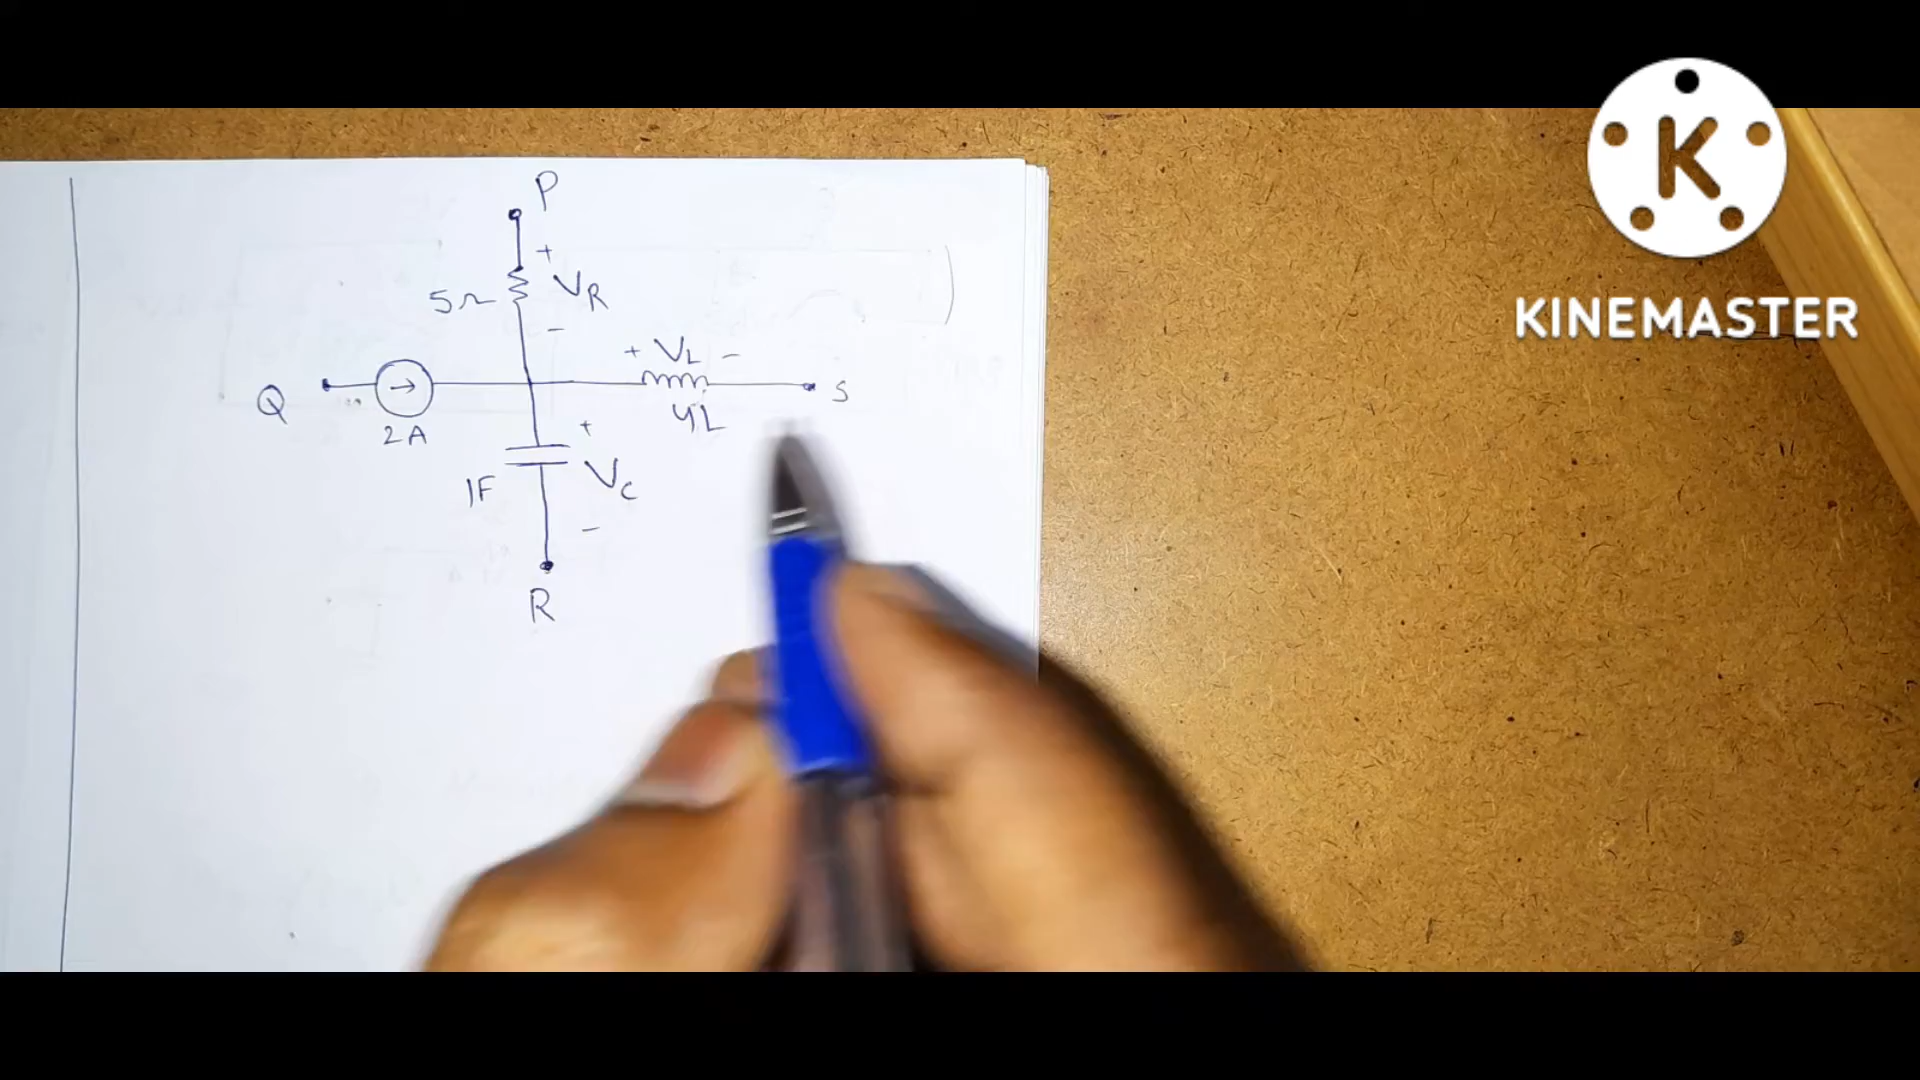 P
+
5Ω VR
-
+ VL -
Q S
2A 4L
+
1F VC
-
R
K
KINEMASTER